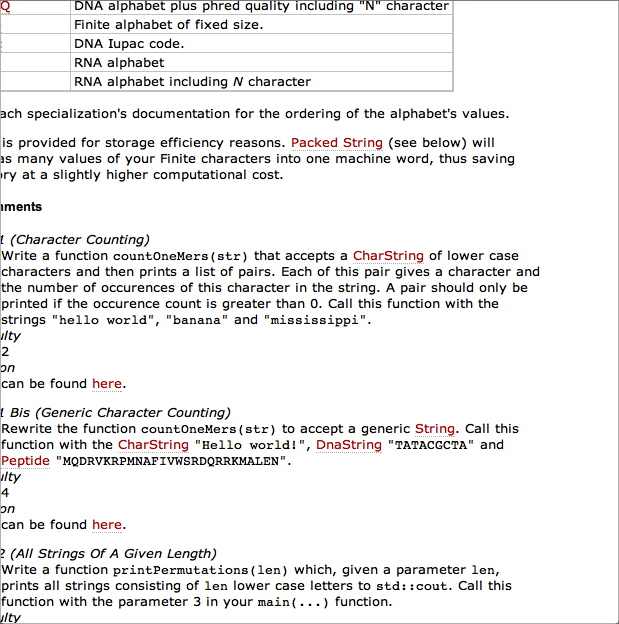 Q DNA alphabet plus phred quality including "N" character
Finite alphabet of fixed size.
DNA Iupac code.
RNA alphabet
RNA alphabet including N character
ach specialization's documentation for the ordering of the alphabet's values.
is provided for storage efficiency reasons. Packed String (see below) will
as many values of your Finite characters into one machine word, thus saving
ory at a slightly higher computational cost.
nments
1 (Character Counting)
Write a function countOneMers(str) that accepts a CharString of lower case
characters and then prints a list of pairs. Each of this pair gives a character and
the number of occurences of this character in the string. A pair should only be
printed if the occurence count is greater than 0. Call this function with the
strings "hello world", "banana" and "mississippi".
ulty
2
on
can be found here.
1 Bis (Generic Character Counting)
Rewrite the function countOneMers(str) to accept a generic String. Call this
function with the CharString "Hello world!", DnaString "TATACGCTA" and
Peptide "MQDRVKRPMNAFIVWSRDQRRKMALEN".
ulty
4
on
can be found here.
2 (All Strings Of A Given Length)
Write a function printPermutations(len) which, given a parameter len,
prints all strings consisting of len lower case letters to std::cout. Call this
function with the parameter 3 in your main(...) function.
ulty